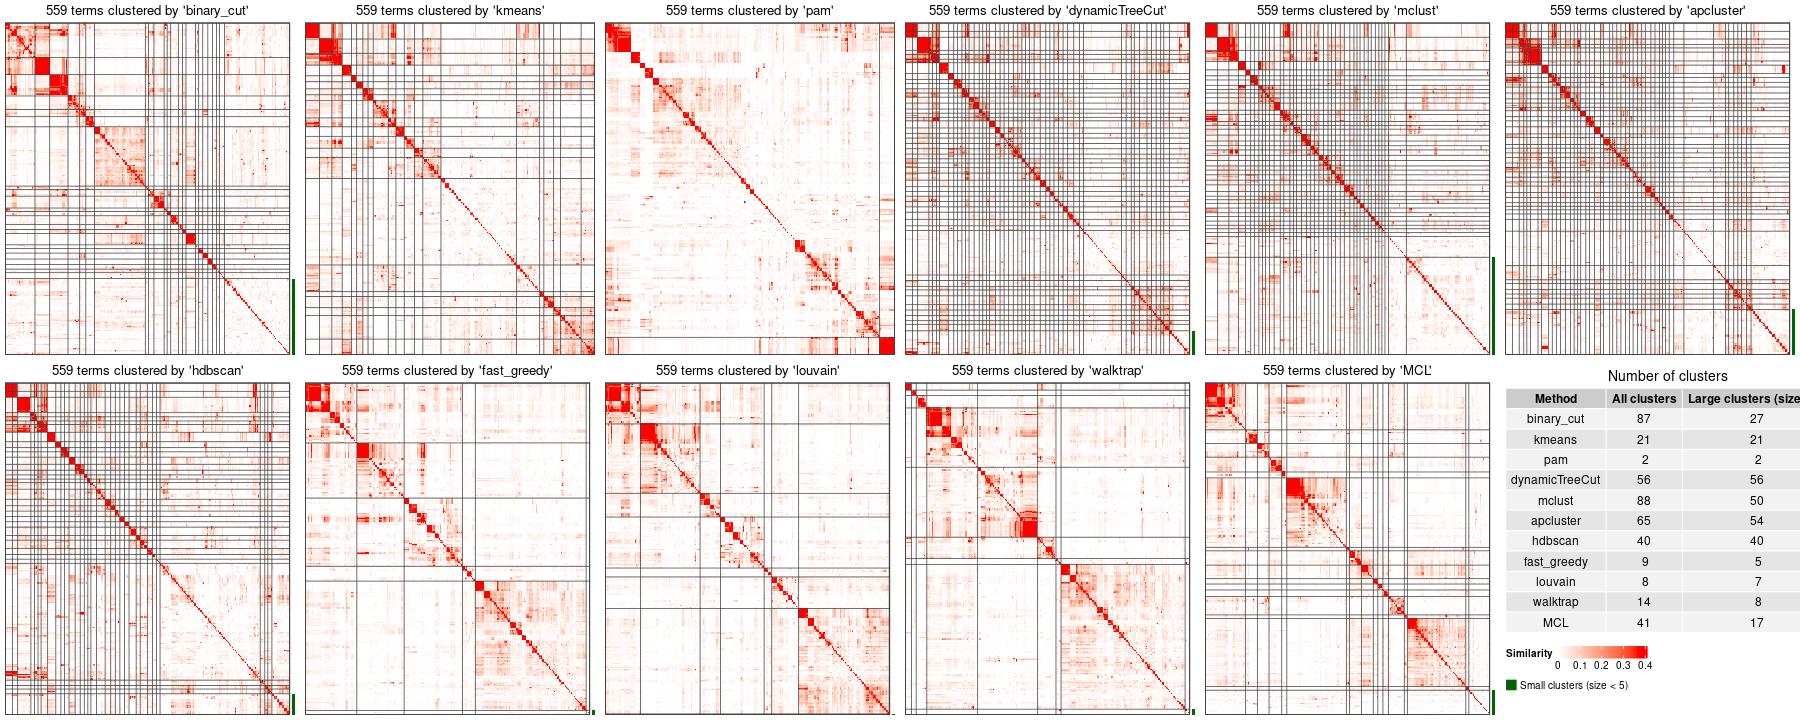 559 terms clustered by 'binary_cut'
559 terms clustered by 'kmeans'
559 terms clustered by 'pam'
559 terms clustered by 'dynamicTreeCut'
559 terms clustered by 'mclust'
559 terms clustered by 'apcluster'
559 terms clustered by 'hdbscan'
559 terms clustered by 'fast_greedy'
559 terms clustered by 'louvain'
559 terms clustered by 'walktrap'
559 terms clustered by 'MCL'
Number of clusters
Method All clusters Large clusters (size
binary_cut 87 27
kmeans 21 21
pam 2 2
dynamicTreeCut 56 56
mclust 88 50
apcluster 65 54
hdbscan 40 40
fast_greedy 9 5
louvain 8 7
walktrap 14 8
MCL 41 17
Similarity
0 0.1 0.2 0.3 0.4
Small clusters (size < 5)